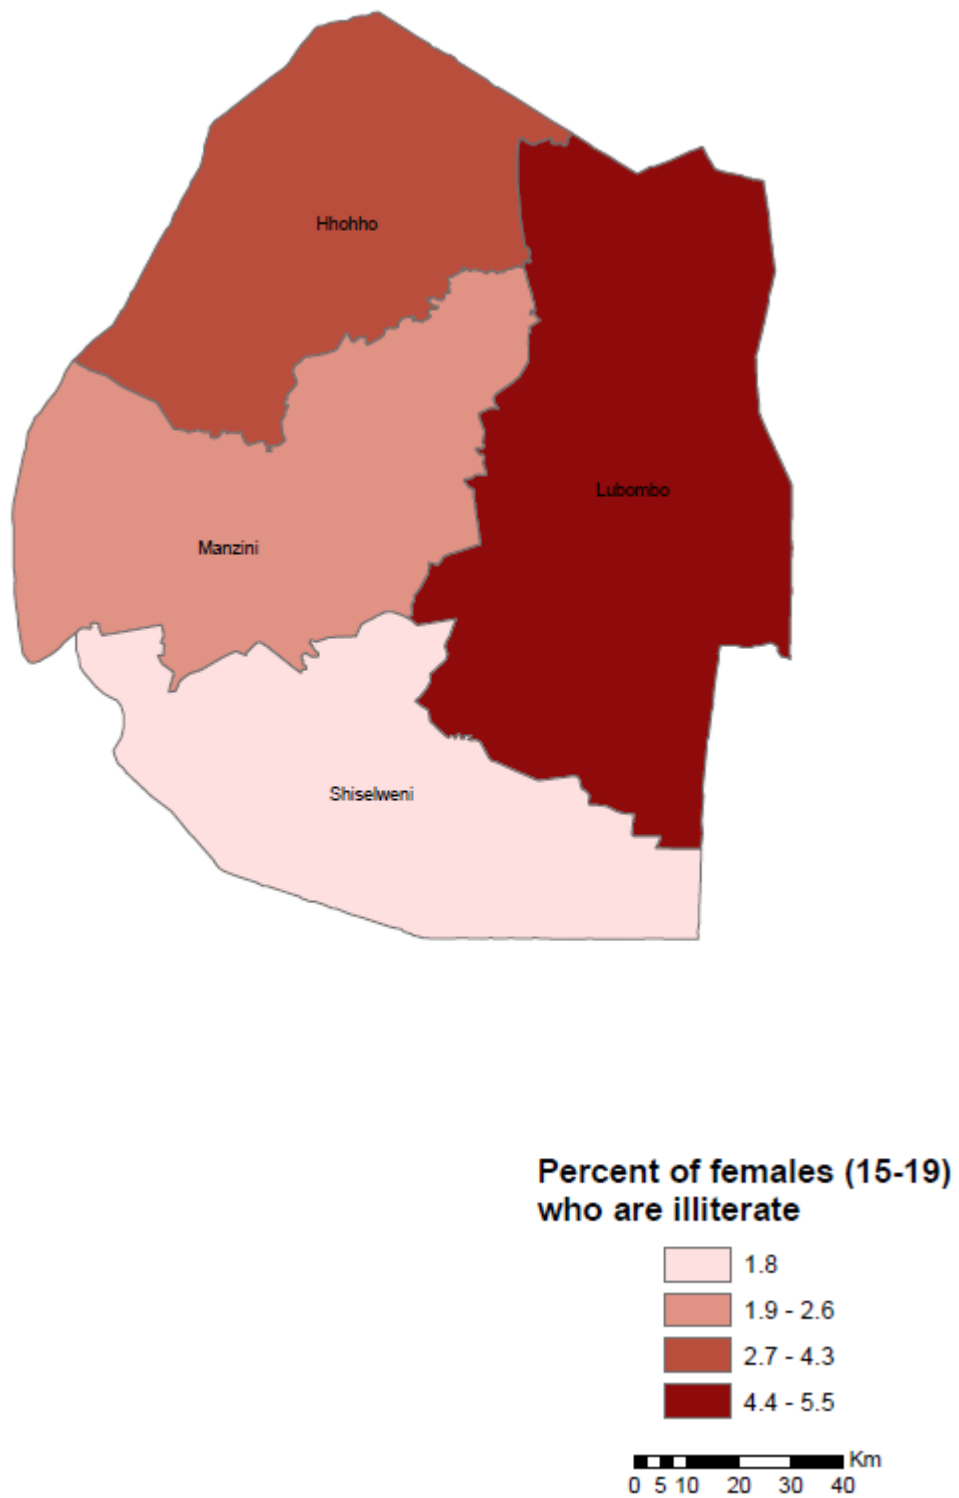 Hhohho
Lubombo
Manzini
Shiselweni
Percent of females (15-19)
who are illiterate
1.8
1.9 - 2.6
2.7 - 4.3
4.4 - 5.5
Km
0 5 10 20 30 40